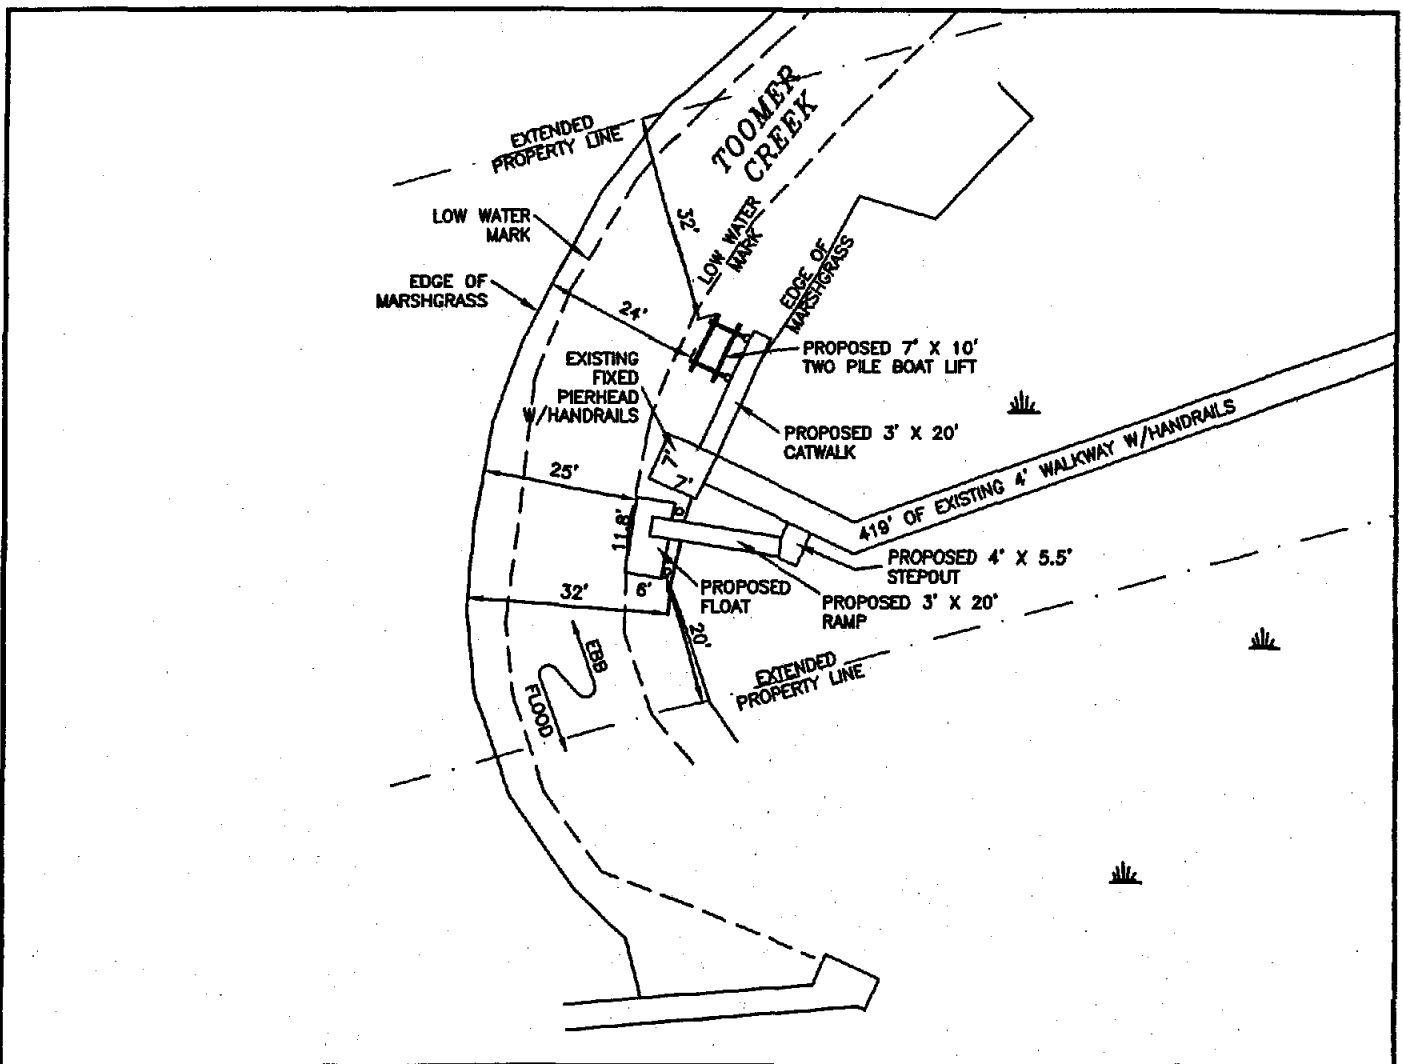 TOOMER
CREEK
EXTENDED
PROPERTY LINE
LOW WATER
MARK
32'
LOW WATER
MARK
EDGE OF
MARSHGRASS
EDGE OF
MARSHGRASS
24'
PROPOSED 7' X 10'
TWO PILE BOAT LIFT
EXISTING
FIXED
PIERHEAD
W/HANDRAILS
PROPOSED 3' X 20'
CATWALK
419' OF EXISTING 4' WALKWAY W/HANDRAILS
7'
7'
25'
11.8'
PROPOSED 4' X 5.5'
STEPOUT
PROPOSED
FLOAT
6'
32'
PROPOSED 3' X 20'
RAMP
20'
EBB
FLOOD
EXTENDED
PROPERTY LINE